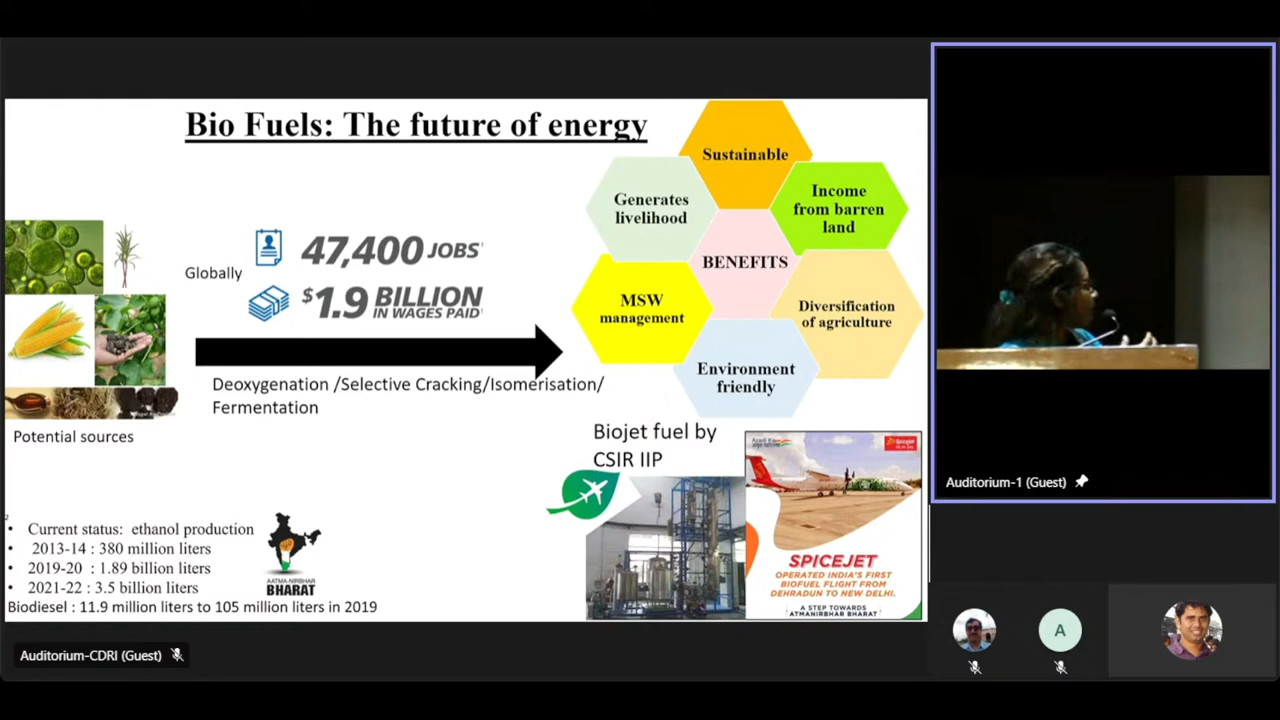 Bio Fuels: The future of energy
Sustainable
Generates
livelihood
Income
from barren
land
BENEFITS
MSW
management
Diversification
of agriculture
Environment
friendly
Globally
47,400 JOBS
$1.9 BILLION
IN WAGES PAID
Deoxygenation /Selective Cracking/Isomerisation/
Fermentation
Potential sources
Biojet fuel by
CSIR IIP
Spicejet
SPICEJET
OPERATED INDIA'S FIRST
BIOFUEL FLIGHT FROM
DEHRADUN TO NEW DELHI.
A STEP TOWARDS
ATMANIRBHAR BHARAT
• Current status: ethanol production
• 2013-14 : 380 million liters
• 2019-20 : 1.89 billion liters
• 2021-22 : 3.5 billion liters
Biodiesel : 11.9 million liters to 105 million liters in 2019
AATMA-NIRBHAR
BHARAT
Auditorium-CDRI (Guest)
Auditorium-1 (Guest)
A